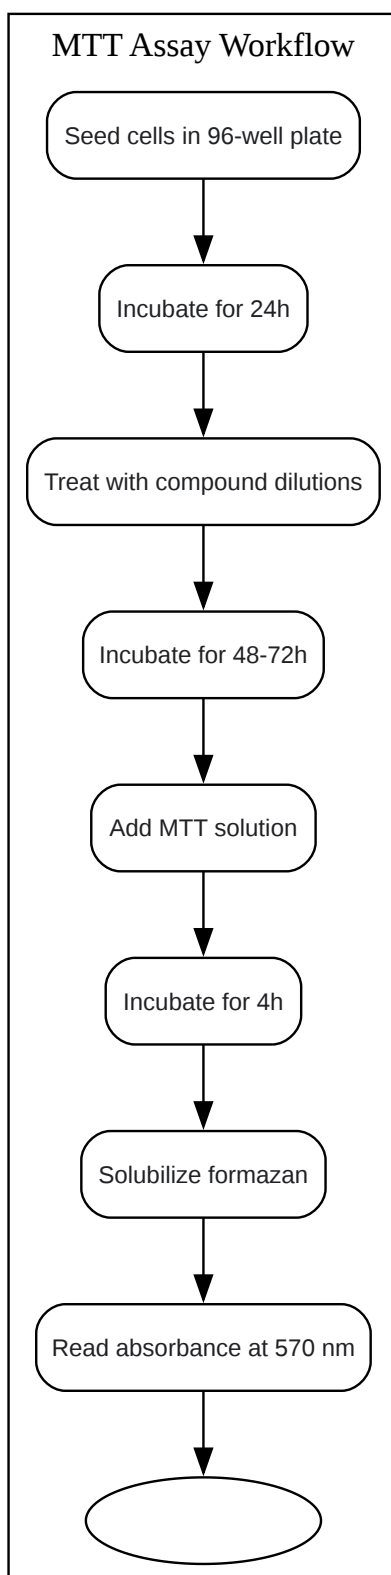 MTT Assay Workflow
Seed cells in 96-well plate
Incubate for 24h
Treat with compound dilutions
Incubate for 48-72h
Add MTT solution
Incubate for 4h
Solubilize formazan
Read absorbance at 570 nm